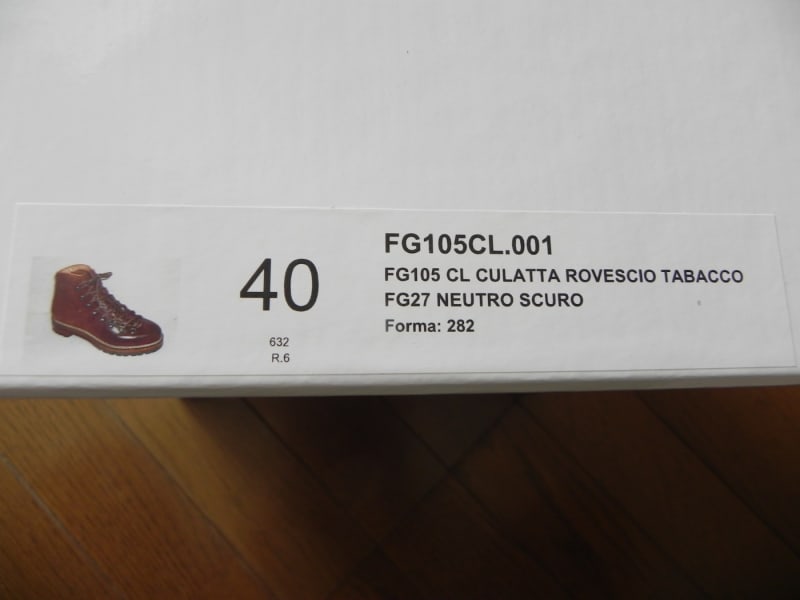 40
632
R.6
FG105CL.001
FG105 CL CULATTA ROVESCIO TABACCO
FG27 NEUTRO SCURO
Forma: 282